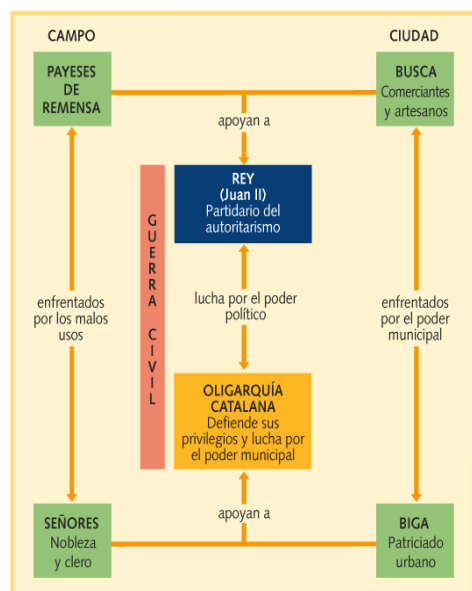 CAMPO
CIUDAD
PAYESES
DE
REMENSA
BUSCA
Comerciantes
y artesanos
apoyan a
REY
(Juan II)
Partidario del
autoritarismo
GUERRA CIVIL
enfrentados
por los malos
usos
lucha por el poder
político
enfrentados
por el poder
municipal
OLIGARQUÍA
CATALANA
Defiende sus
privilegios y lucha por
el poder municipal
SEÑORES
Nobleza
y clero
apoyan a
BIGA
Patriciado
urbano